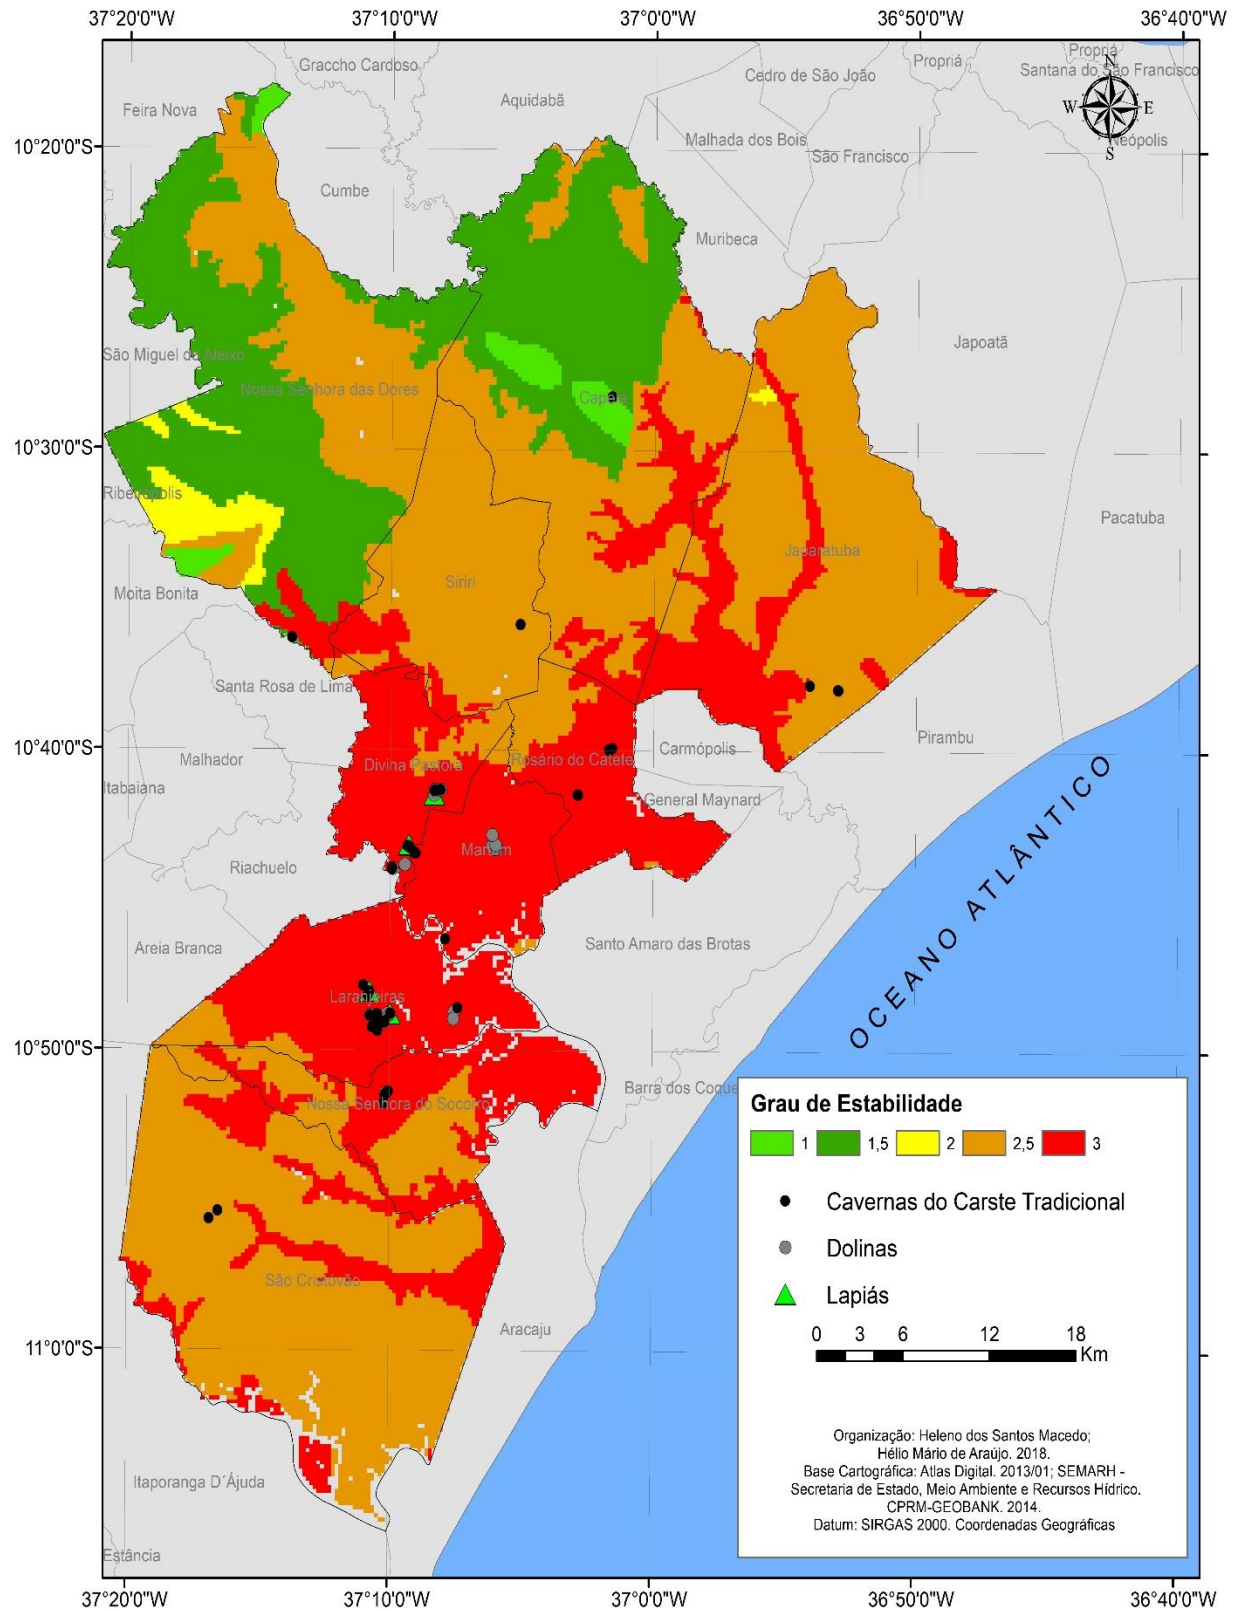 37°20'0"W
37°10'0"W
37°0'0"W
36°50'0"W
36°40'0"W
Graccho Cardoso
Propriá
Propriá
Cedro de São João
Santana do São Francisco
Feira Nova
Aquidabã
N
W
E
S
10°20'0"S
Malhada dos Bois
Neópolis
São Francisco
Cumbe
Muribeca
Japoatã
São Miguel do Aleixo
Nossa Senhora das Dores
Capela
10°30'0"S
Ribeirópolis
Pacatuba
Japaratuba
Siriri
Moita Bonita
Santa Rosa de Lima
Pirambu
10°40'0"S
Carmópolis
Malhador
Divina Pastora
Rosário do Catete
Itabaiana
General Maynard
OCEANO ATLÂNTICO
Maruim
Riachuelo
Areia Branca
Santo Amaro das Brotas
Laranjeiras
10°50'0"S
Barra dos Coque
Nossa Senhora do Socorro
Grau de Estabilidade
1
1,5
2
2,5
3
Cavernas do Carste Tradicional
Dolinas
Lapiás
São Cristovão
Aracaju
0 3 6 12 18
Km
11°0'0"S
Organização: Heleno dos Santos Macedo;
Hélio Mário de Araújo. 2018.
Base Cartográfica: Atlas Digital. 2013/01; SEMARH -
Secretaria de Estado, Meio Ambiente e Recursos Hídrico.
CPRM-GEOBANK. 2014.
Datum: SIRGAS 2000. Coordenadas Geográficas
Itaporanga D´Ájuda
Estância
37°20'0"W
37°10'0"W
37°0'0"W
36°50'0"W
36°40'0"W